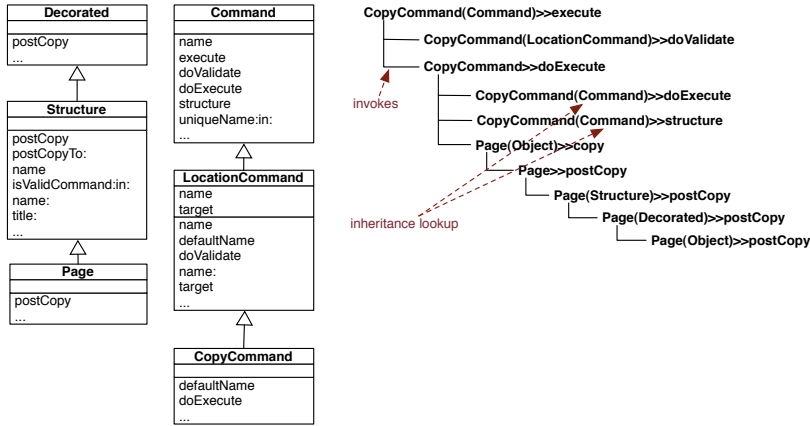 Decorated
postCopy
...
Structure
postCopy
postCopyTo:
name
isValidCommand:in:
name:
title:
...
Page
postCopy
...
Command
name
execute
doValidate
doExecute
structure
uniqueName:in:
...
LocationCommand
name
target
name
defaultName
doValidate
name:
target
...
CopyCommand
defaultName
doExecute
...
CopyCommand(Command)>>execute
CopyCommand(LocationCommand)>>doValidate
CopyCommand>>doExecute
invokes
CopyCommand(Command)>>doExecute
CopyCommand(Command)>>structure
Page(Object)>>copy
Page>>postCopy
Page(Structure)>>postCopy
inheritance lookup
Page(Decorated)>>postCopy
Page(Object)>>postCopy